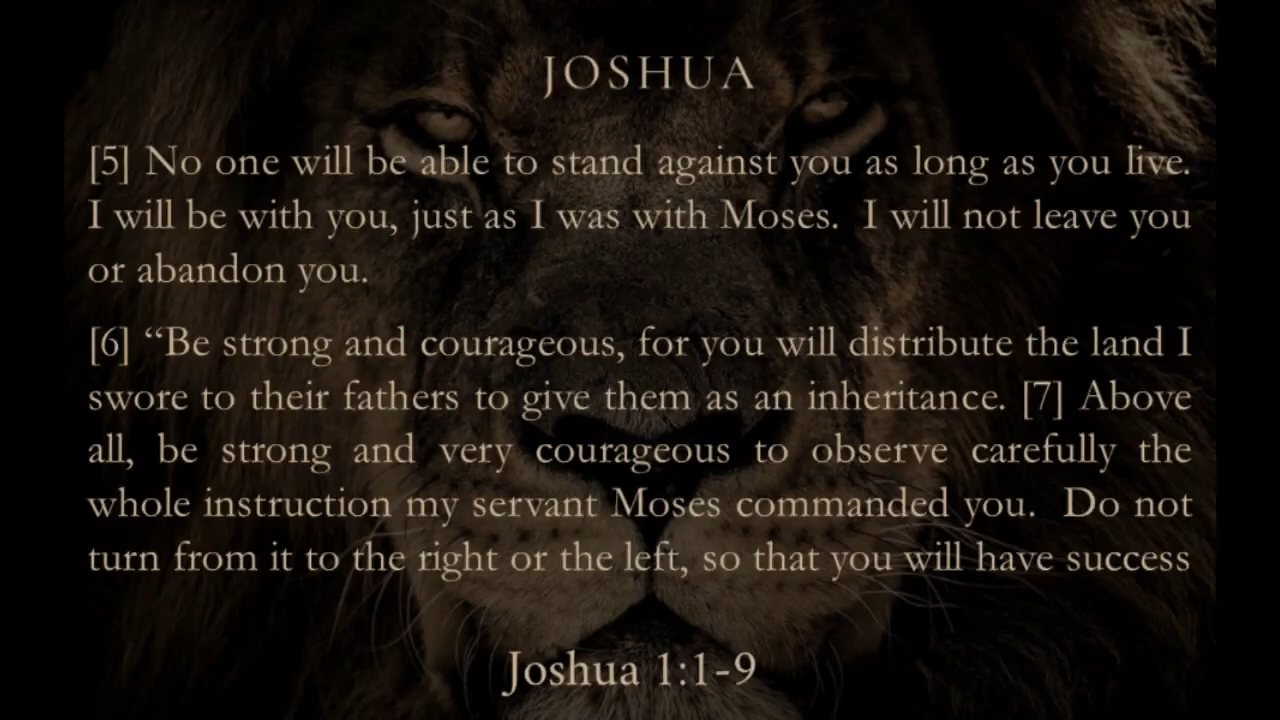 JOSHUA
[5] No one will be able to stand against you as long as you live.
I will be with you, just as I was with Moses.  I will not leave you
or abandon you.
[6] “Be strong and courageous, for you will distribute the land I
swore to their fathers to give them as an inheritance. [7] Above
all, be strong and very courageous to observe carefully the
whole instruction my servant Moses commanded you.  Do not
turn from it to the right or the left, so that you will have success
Joshua 1:1-9